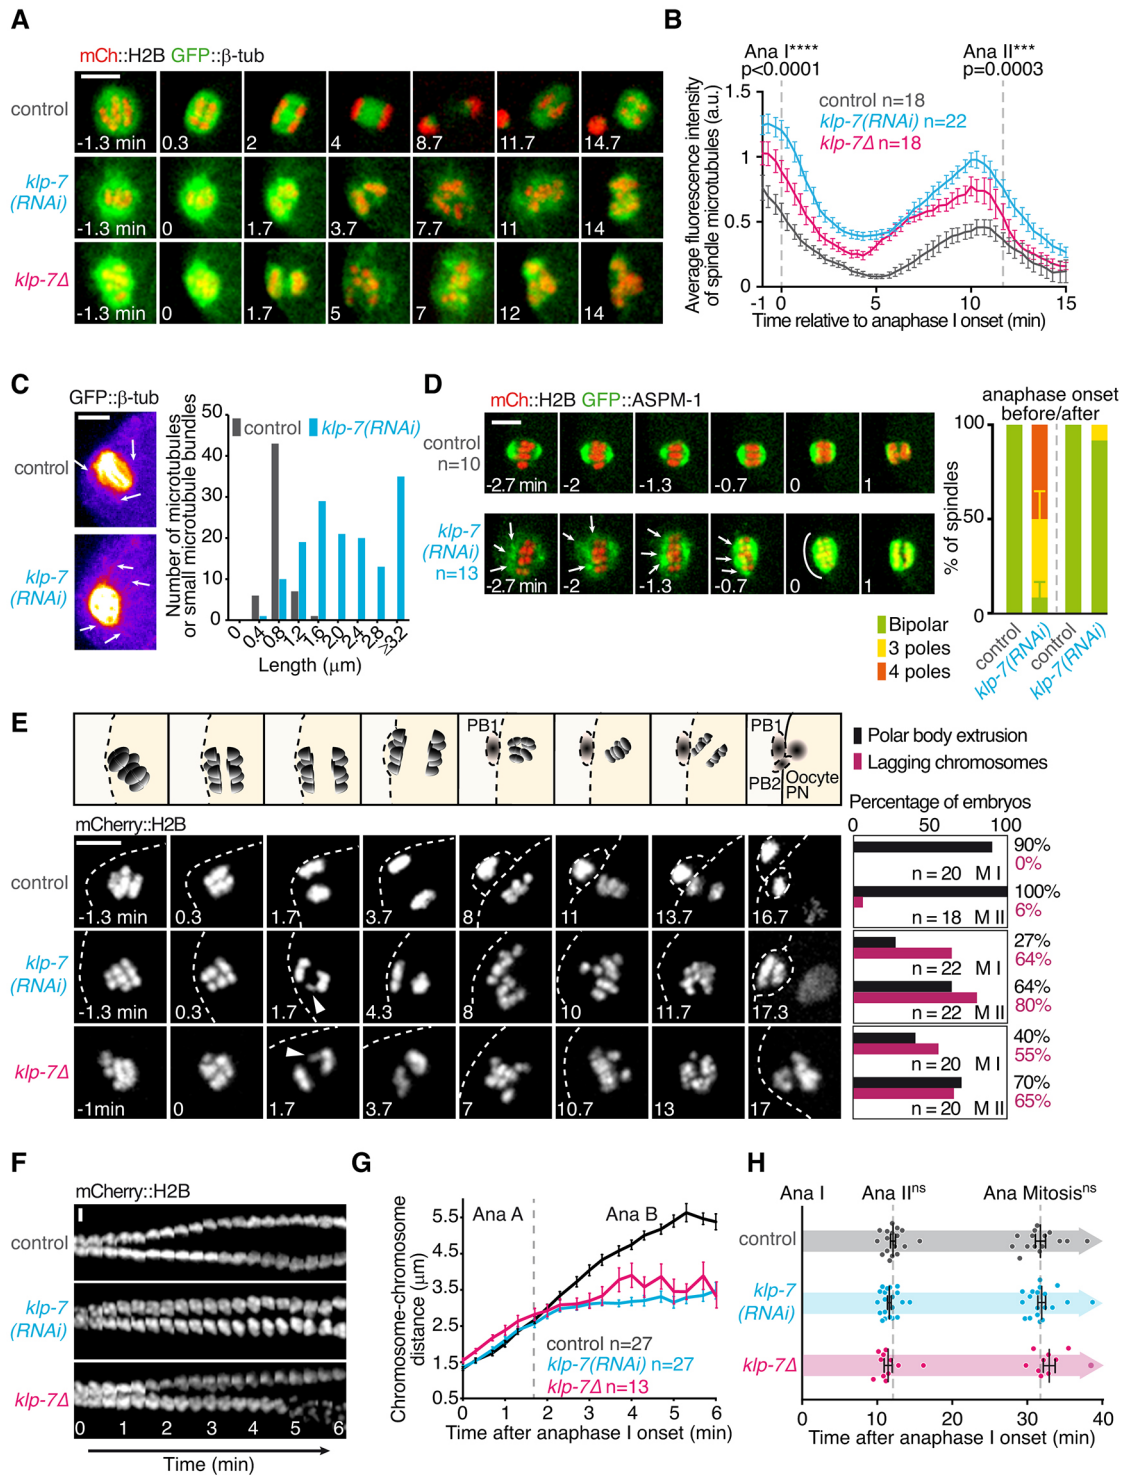 A
mCh::H2B GFP::β-tub
control
-1.3 min
0.3
2
4
8.7
11.7
14.7
klp-7
(RNAi)
-1.3 min
0
1.7
3.7
7.7
11
14
klp-7Δ
-1.3 min
0
1.7
5
7
12
14
B
Ana I****
p<0.0001
Ana II***
p=0.0003
control n=18
klp-7(RNAi) n=22
klp-7Δ n=18
Average fluorescence intensity
of spindle microtubules (a.u.)
1.5
1
0.5
0
-1 0 5 10 15
Time relative to anaphase I onset (min)
C
GFP::β-tub
control
klp-7
(RNAi)
Number of microtubules
or small microtubule bundles
50
40
30
20
10
0
control
klp-7(RNAi)
0 0.4 0.8 1.2 1.6 2.0 2.4 2.8 ≥3.2
Length (μm)
D
mCh::H2B GFP::ASPM-1
control
n=10
-2.7 min
-2
-1.3
-0.7
0
1
klp-7
(RNAi)
n=13
-2.7 min
-2
-1.3
-0.7
0
1
anaphase onset
before/after
% of spindles
100
50
0
control
klp-7(RNAi)
control
klp-7(RNAi)
Bipolar
3 poles
4 poles
E
PB1
PB1
PB2
Oocyte
PN
Polar body extrusion
Lagging chromosomes
mCherry::H2B
Percentage of embryos
0 50 100
control
-1.3 min
0.3
1.7
3.7
8
11
13.7
16.7
90%
0%
n = 20 M I
100%
6%
n = 18 M II
klp-7
(RNAi)
-1.3 min
0.3
1.7
4.3
8
10
11.7
17.3
27%
64%
n = 22 M I
64%
80%
n = 22 M II
klp-7Δ
-1min
0
1.7
3.7
7
10.7
13
17
40%
55%
n = 20 M I
70%
65%
n = 20 M II
F
mCherry::H2B
control
klp-7
(RNAi)
klp-7Δ
0 1 2 3 4 5 6
Time (min)
G
Chromosome-chromosome
distance (μm)
5.5
4.5
3.5
2.5
1.5
0.5
Ana A
Ana B
control n=27
klp-7(RNAi) n=27
klp-7Δ n=13
0 1 2 3 4 5 6
Time after anaphase I onset (min)
H
Ana I
Ana IIns
Ana Mitosisns
control
klp-7
(RNAi)
klp-7Δ
0 10 20 30 40
Time after anaphase I onset (min)